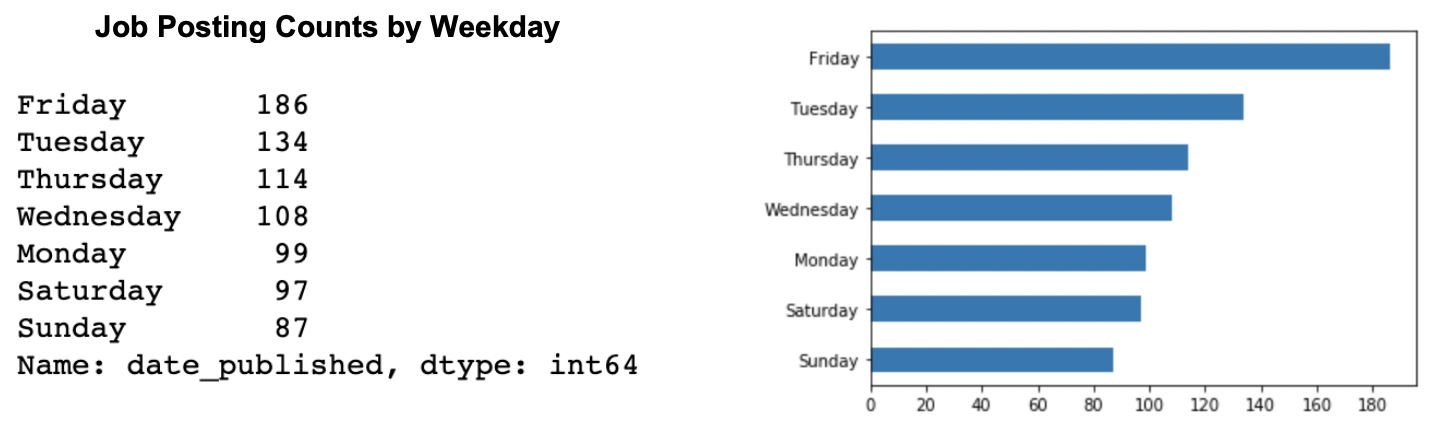 Job Posting Counts by Weekday
Friday 186
Tuesday 134
Thursday 114
Wednesday 108
Monday 99
Saturday 97
Sunday 87
Name: date_published, dtype: int64
Friday
Tuesday
Thursday
Wednesday
Monday
Saturday
Sunday
0 20 40 60 80 100 120 140 160 180